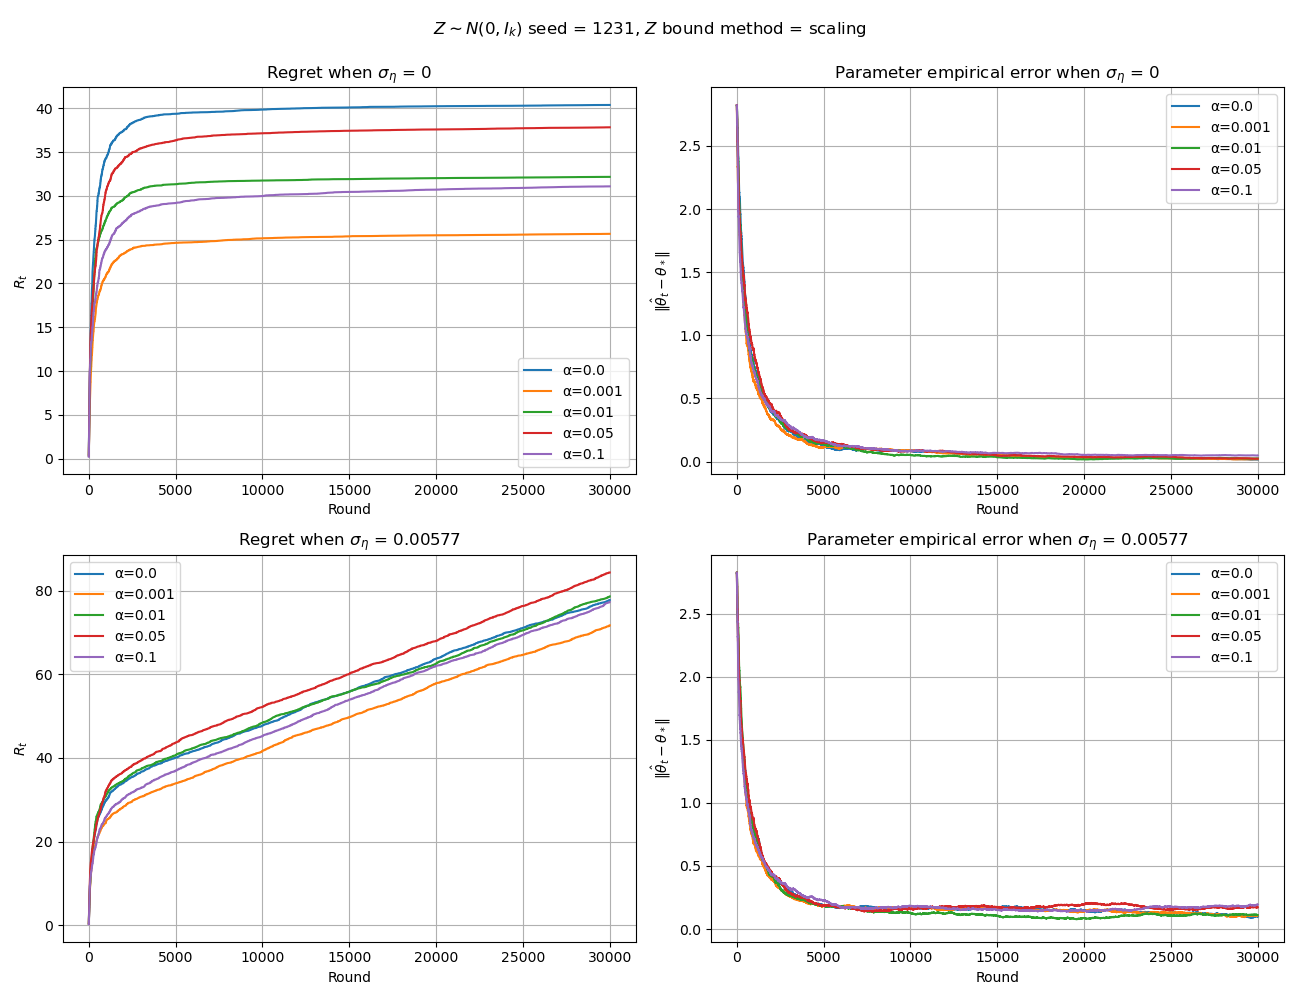 Z ∼ N(0, I_k) seed = 1231, Z bound method = scaling
Regret when σ_η = 0
R_t
40
35
30
25
20
15
10
5
0
0 5000 10000 15000 20000 25000 30000
Round
α=0.0
α=0.001
α=0.01
α=0.05
α=0.1
Parameter empirical error when σ_η = 0
‖θ̂_t − θ_*‖
2.5
2.0
1.5
1.0
0.5
0.0
0 5000 10000 15000 20000 25000 30000
Round
α=0.0
α=0.001
α=0.01
α=0.05
α=0.1
Regret when σ_η = 0.00577
R_t
80
60
40
20
0
0 5000 10000 15000 20000 25000 30000
Round
α=0.0
α=0.001
α=0.01
α=0.05
α=0.1
Parameter empirical error when σ_η = 0.00577
‖θ̂_t − θ_*‖
2.5
2.0
1.5
1.0
0.5
0.0
0 5000 10000 15000 20000 25000 30000
Round
α=0.0
α=0.001
α=0.01
α=0.05
α=0.1